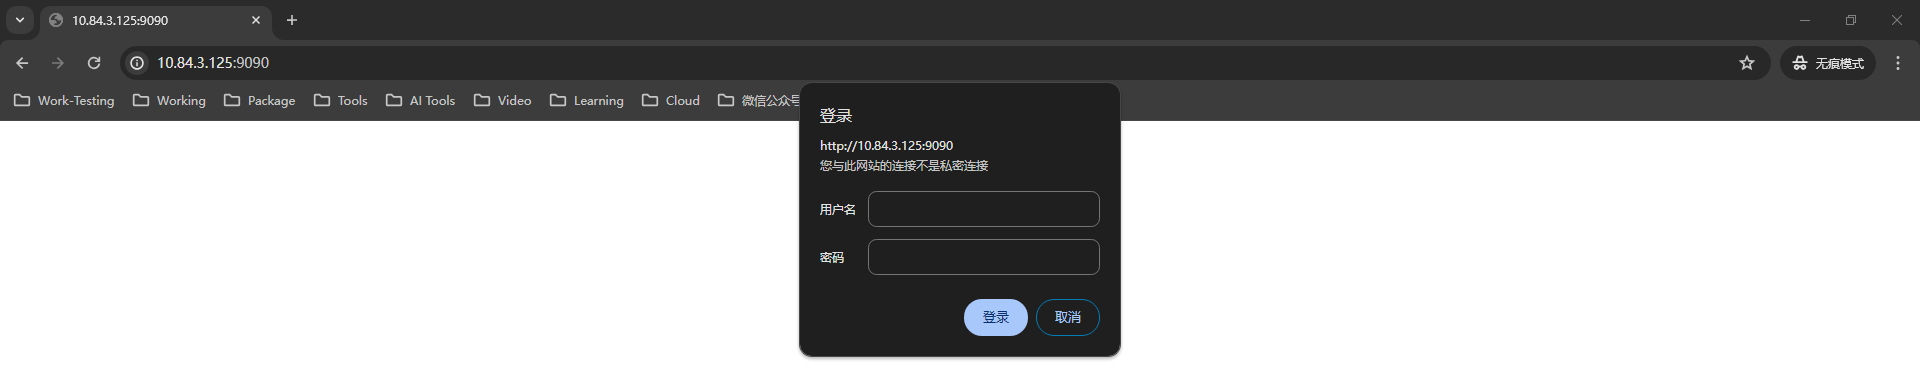 10.84.3.125:9090
10.84.3.125:9090
无痕模式
Work-Testing Working Package Tools AI Tools Video Learning Cloud 微信公众号
登录
http://10.84.3.125:9090
您与此网站的连接不是私密连接
用户名
密码
登录 取消